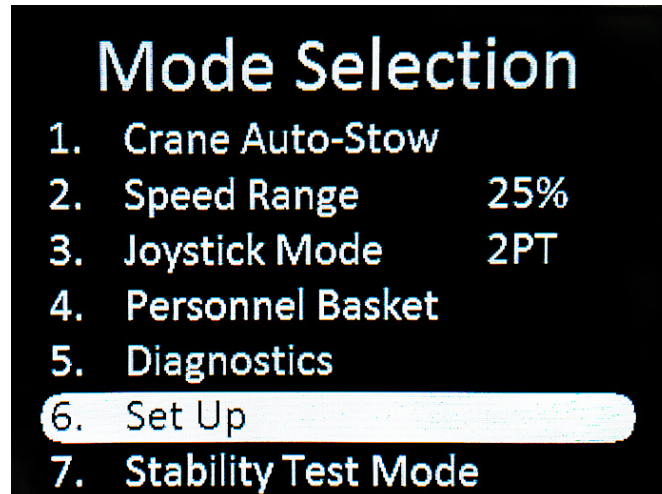 Mode Selection
1. Crane Auto-Stow
2. Speed Range 25%
3. Joystick Mode 2PT
4. Personnel Basket
5. Diagnostics
6. Set Up
7. Stability Test Mode